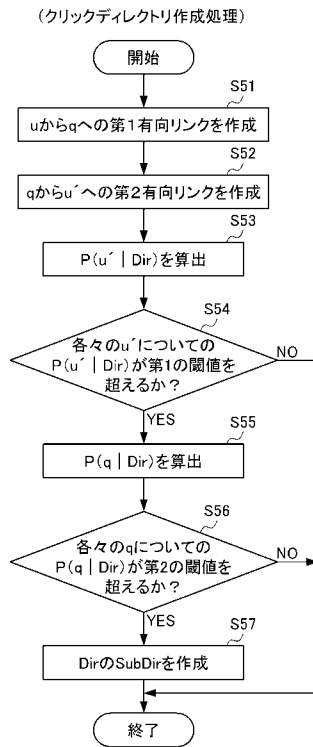 (クリックディレクトリ作成処理)
開始
S51
uからqへの第1有向リンクを作成
S52
qからu´への第2有向リンクを作成
S53
P(u´|Dir)を算出
S54
各々のu´についての
P(u´|Dir)が第1の閾値を
超えるか?
NO
YES
S55
P(q|Dir)を算出
S56
各々のqについての
P(q|Dir)が第2の閾値を
超えるか?
NO
YES
S57
DirのSubDirを作成
終了